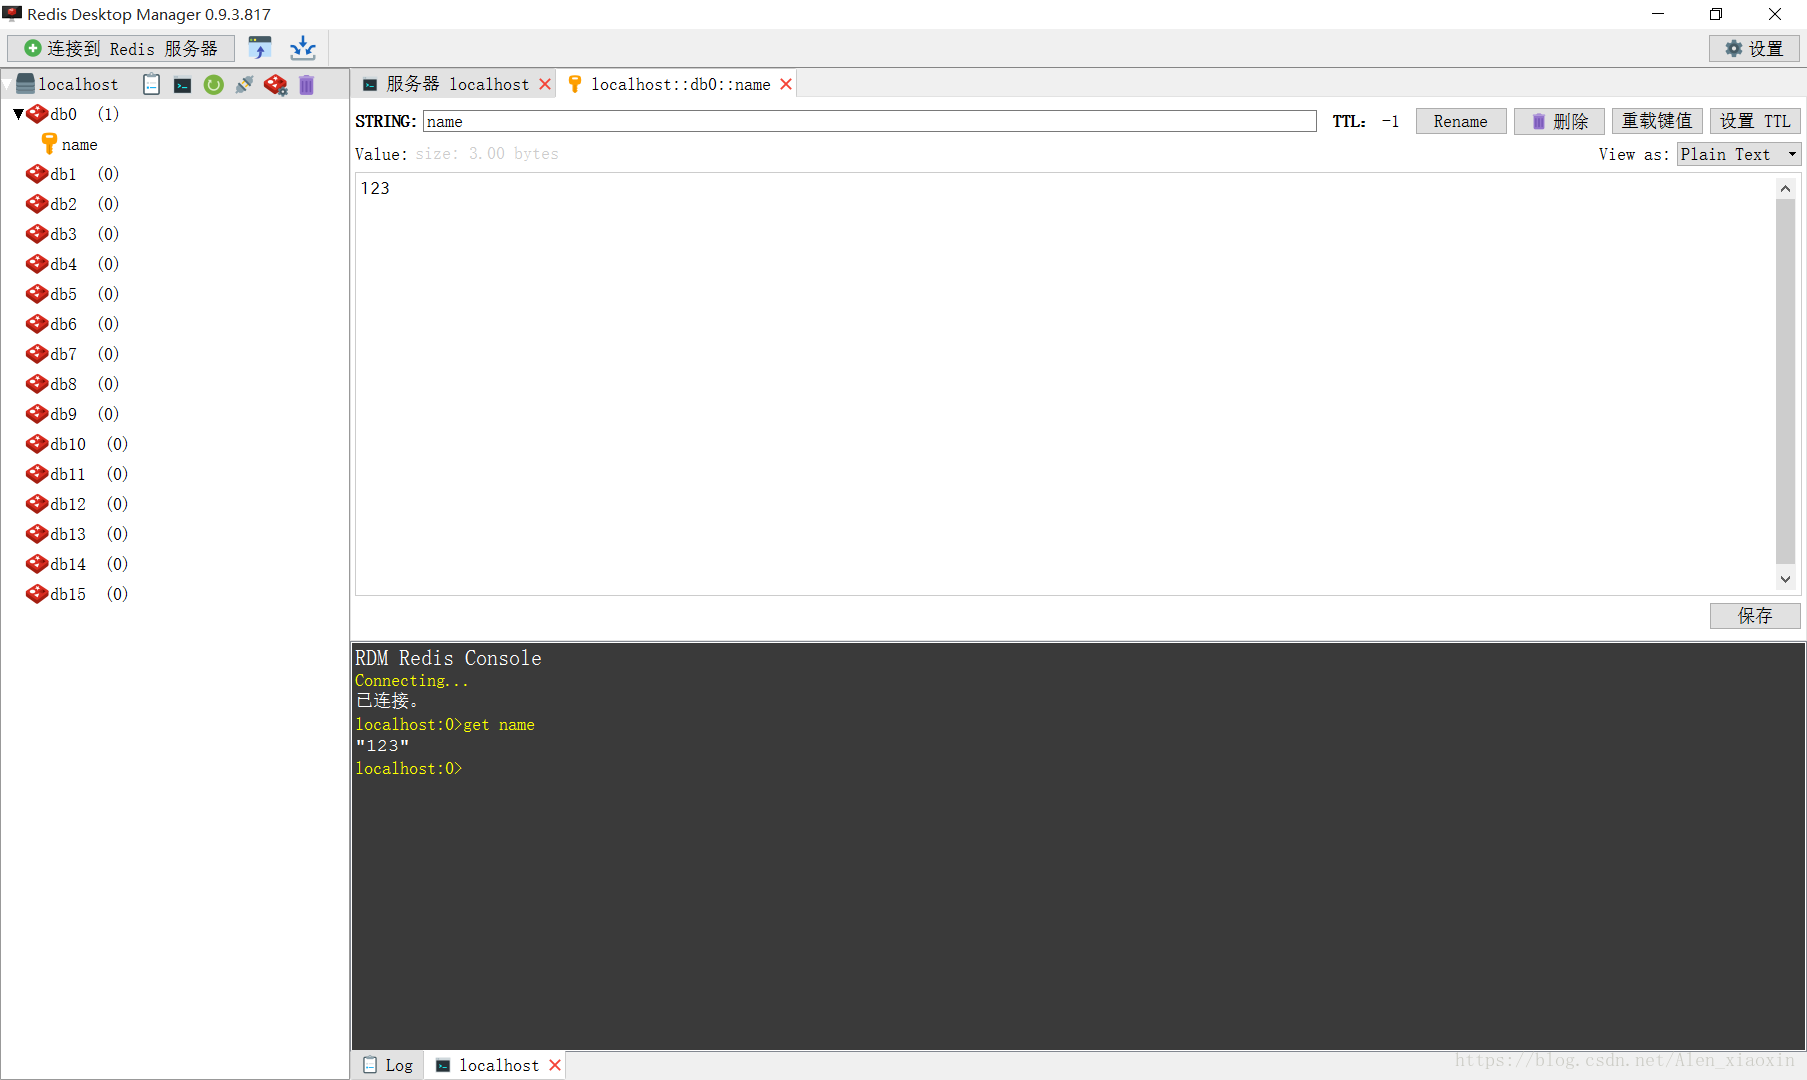 Redis Desktop Manager 0.9.3.817
连接到 Redis 服务器
设置
localhost
db0 (1)
name
db1 (0)
db2 (0)
db3 (0)
db4 (0)
db5 (0)
db6 (0)
db7 (0)
db8 (0)
db9 (0)
db10 (0)
db11 (0)
db12 (0)
db13 (0)
db14 (0)
db15 (0)
服务器 localhost
localhost::db0::name
STRING: name TTL: -1 Rename 删除 重载键值 设置 TTL
Value: size: 3.00 bytes View as: Plain Text
123
保存
RDM Redis Console
Connecting...
已连接。
localhost:0>get name
"123"
localhost:0>
Log
localhost
https://blog.csdn.net/Alen_xiaoxin